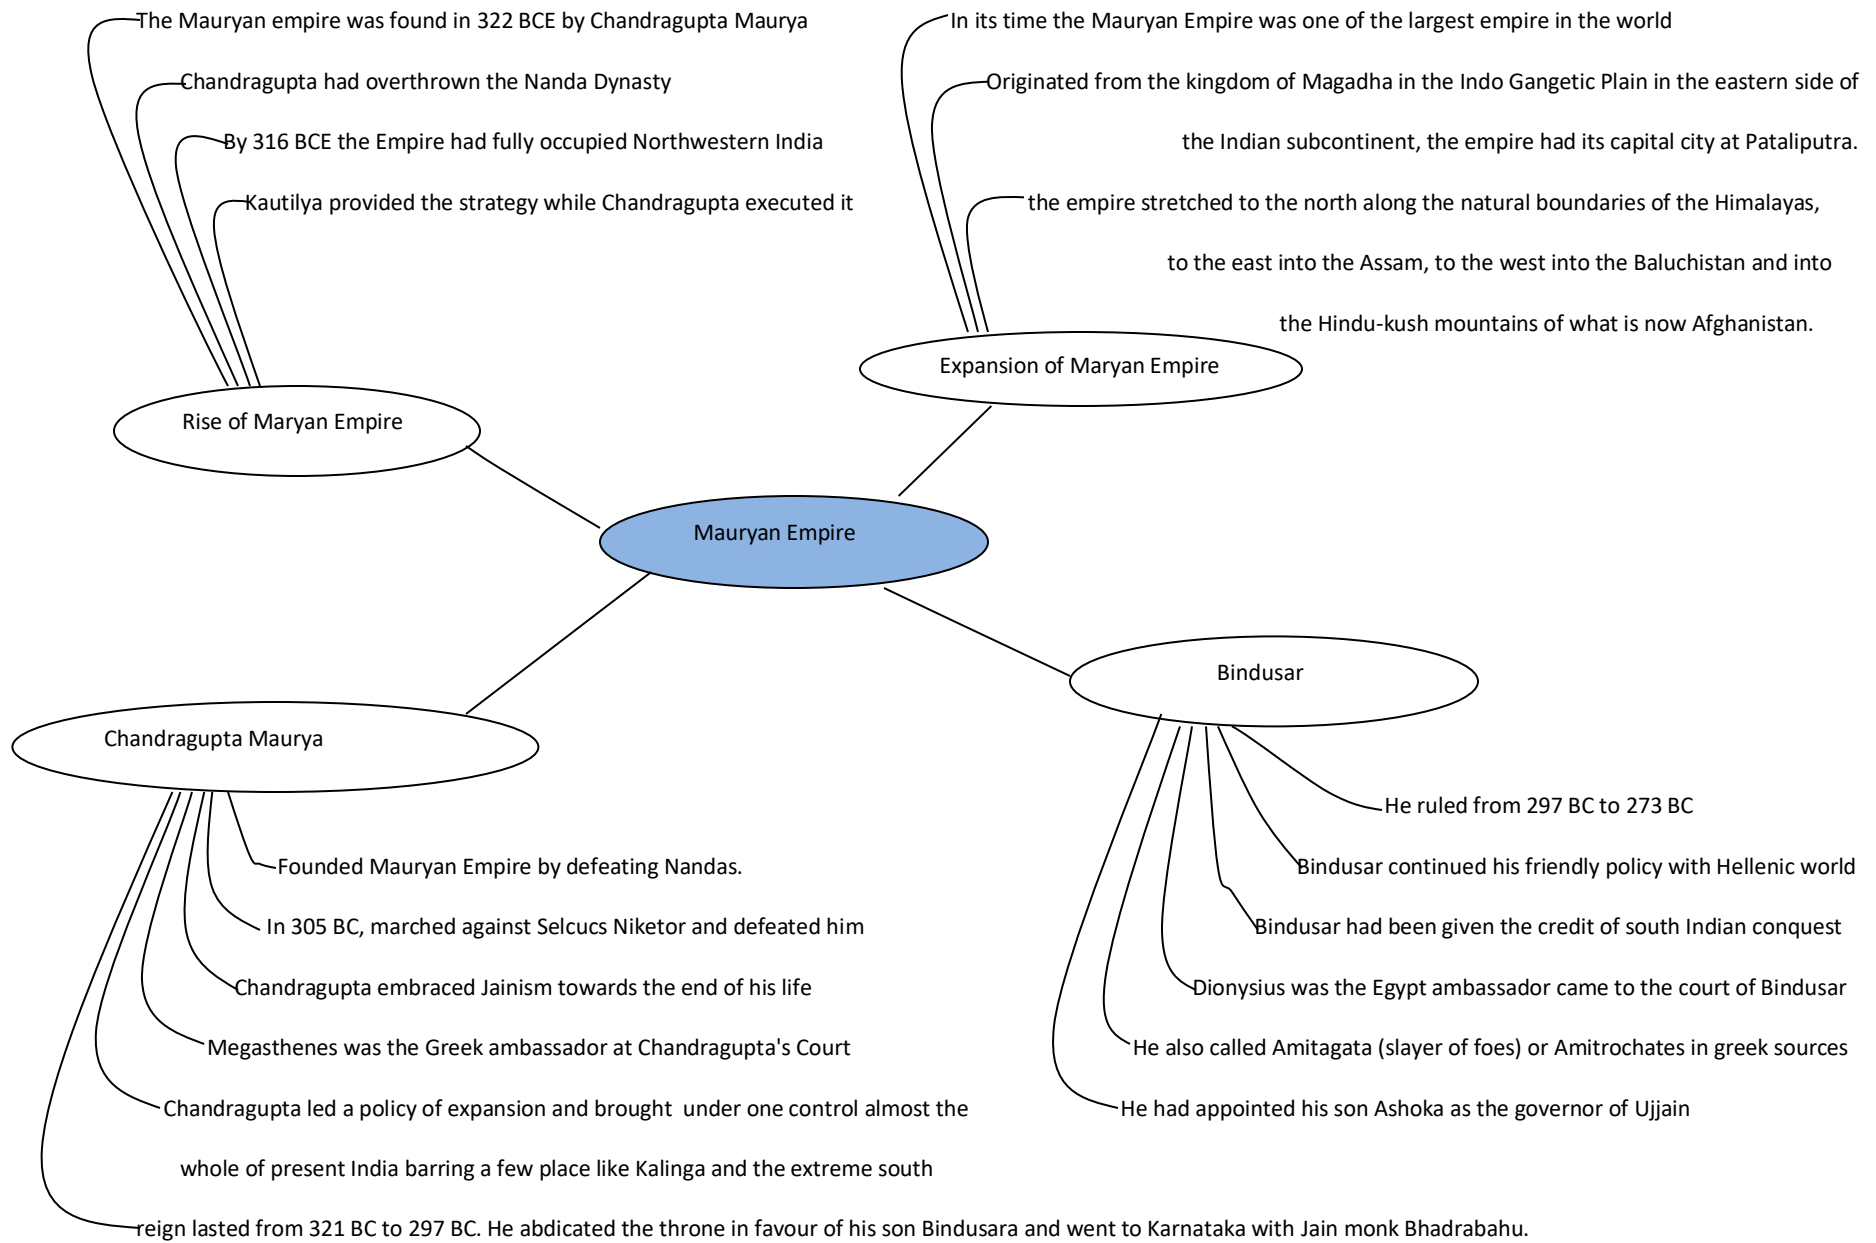 The Mauryan empire was found in 322 BCE by Chandragupta Maurya
Chandragupta had overthrown the Nanda Dynasty
By 316 BCE the Empire had fully occupied Northwestern India
Kautilya provided the strategy while Chandragupta executed it
Rise of Maryan Empire
In its time the Mauryan Empire was one of the largest empire in the world
Originated from the kingdom of Magadha in the Indo Gangetic Plain in the eastern side of
the Indian subcontinent, the empire had its capital city at Pataliputra.
the empire stretched to the north along the natural boundaries of the Himalayas,
to the east into the Assam, to the west into the Baluchistan and into
the Hindu-kush mountains of what is now Afghanistan.
Expansion of Maryan Empire
Mauryan Empire
Chandragupta Maurya
Founded Mauryan Empire by defeating Nandas.
In 305 BC, marched against Selcucs Niketor and defeated him
Chandragupta embraced Jainism towards the end of his life
Megasthenes was the Greek ambassador at Chandragupta's Court
Chandragupta led a policy of expansion and brought  under one control almost the
whole of present India barring a few place like Kalinga and the extreme south
reign lasted from 321 BC to 297 BC. He abdicated the throne in favour of his son Bindusara and went to Karnataka with Jain monk Bhadrabahu.
Bindusar
He ruled from 297 BC to 273 BC
Bindusar continued his friendly policy with Hellenic world
Bindusar had been given the credit of south Indian conquest
Dionysius was the Egypt ambassador came to the court of Bindusar
He also called Amitagata (slayer of foes) or Amitrochates in greek sources
He had appointed his son Ashoka as the governor of Ujjain